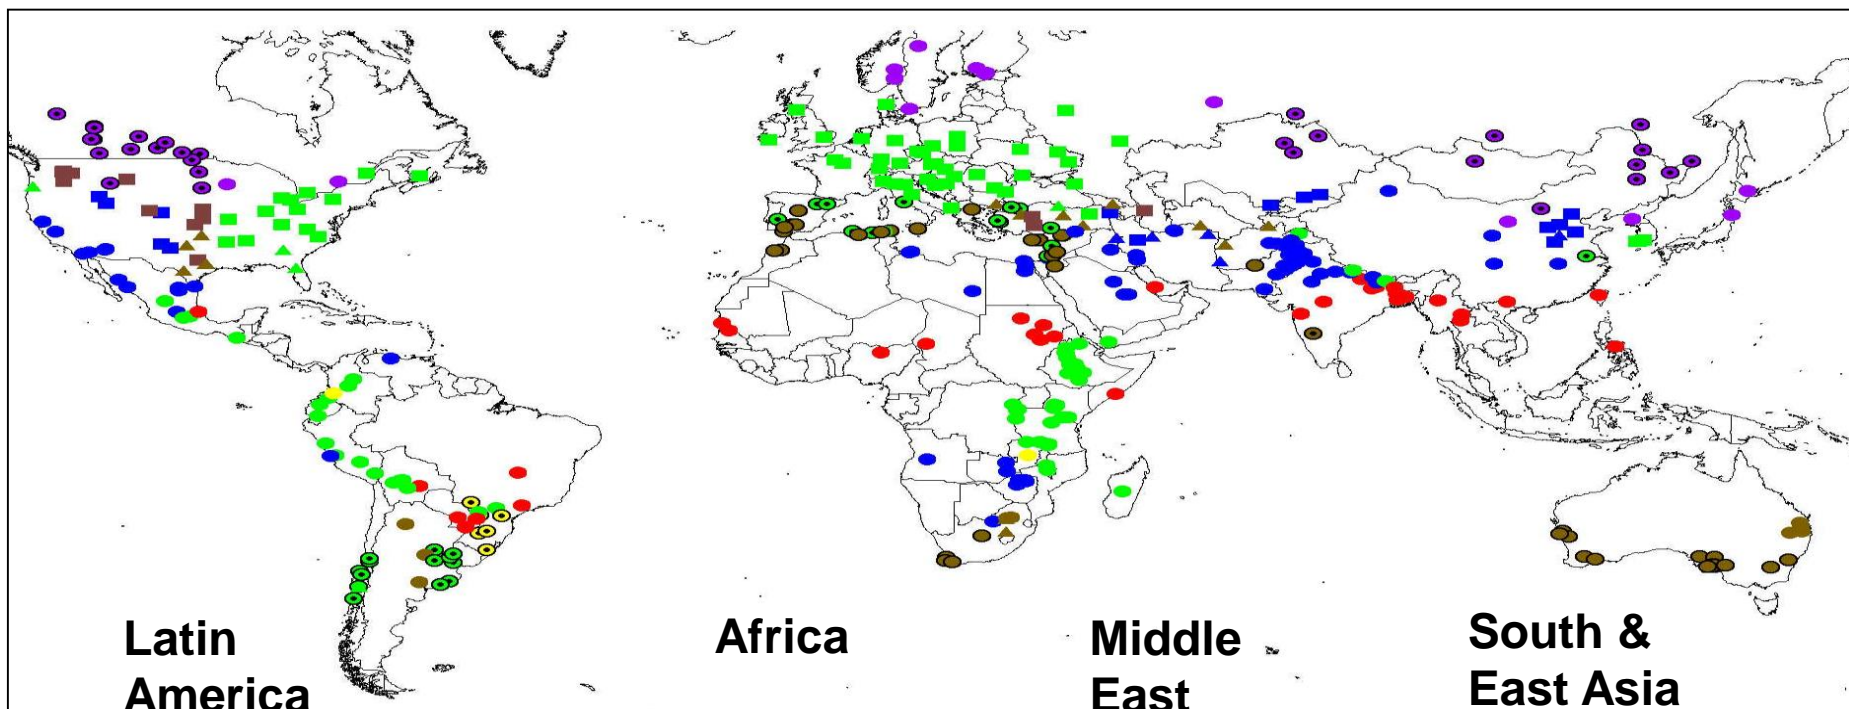 Latin
America
Africa
Middle
East
South &
East Asia